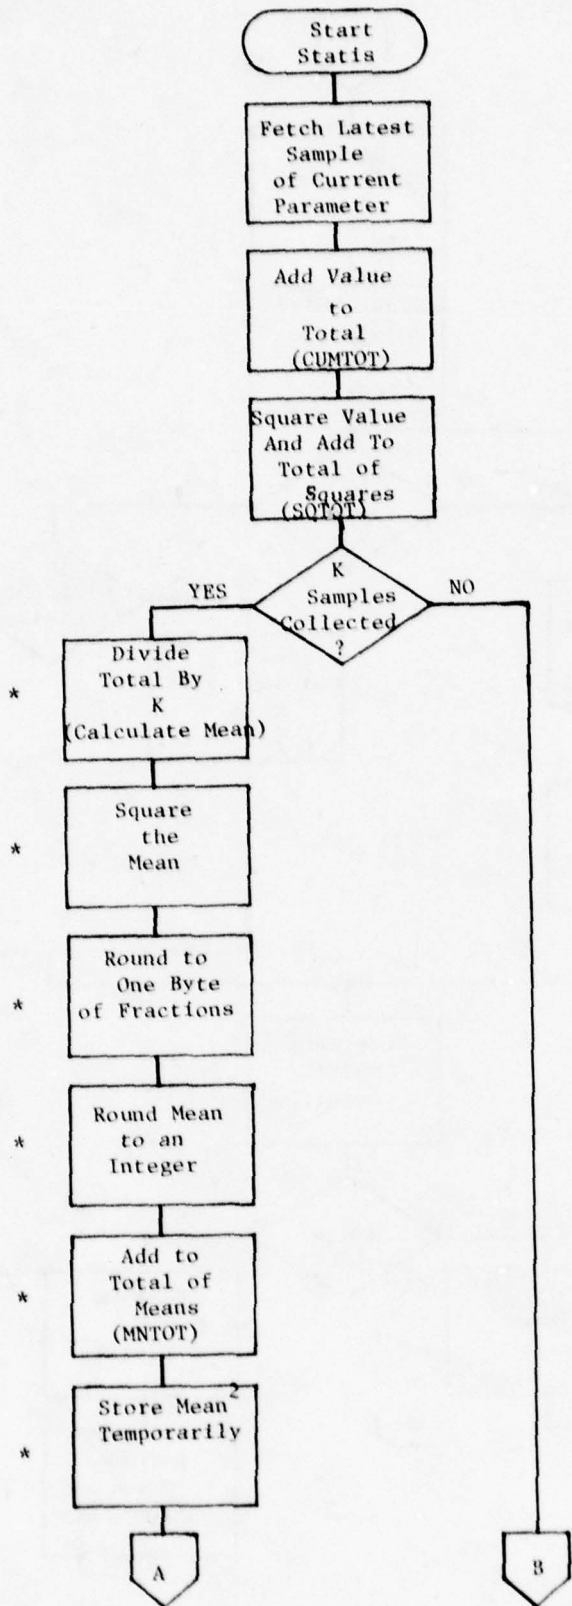 Start
Statis
Fetch Latest
Sample
of Current
Parameter
Add Value
to
Total
(CUMTOT)
Square Value
And Add To
Total of
Squares
(SQTOT)
K
Samples
Collected
?
YES
NO
Divide
Total By
K
(Calculate Mean)
*
Square
the
Mean
*
Round to
One Byte
of Fractions
*
Round Mean
to an
Integer
*
Add to
Total of
Means
(MNTOT)
*
Store Mean²
Temporarily
*
A
B